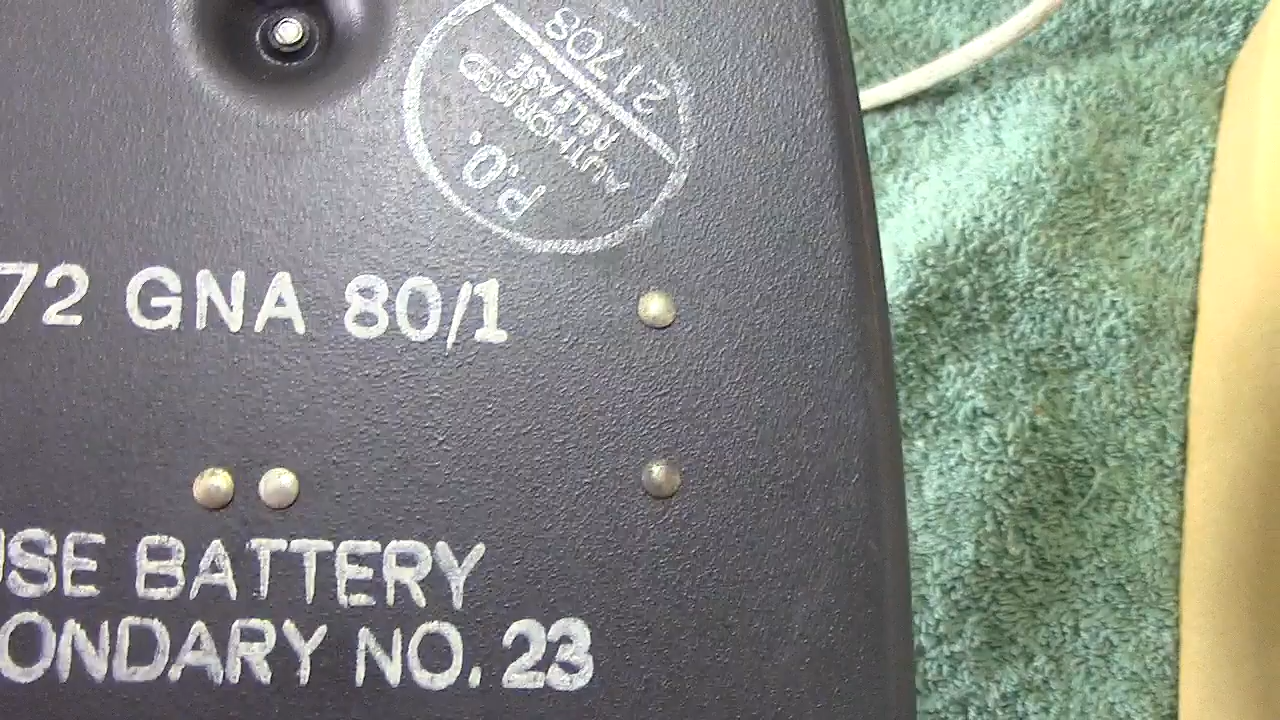 P.O.
AUTHORISED
RELEASE
21708
72 GNA 80/1
USE BATTERY
ONDARY NO. 23